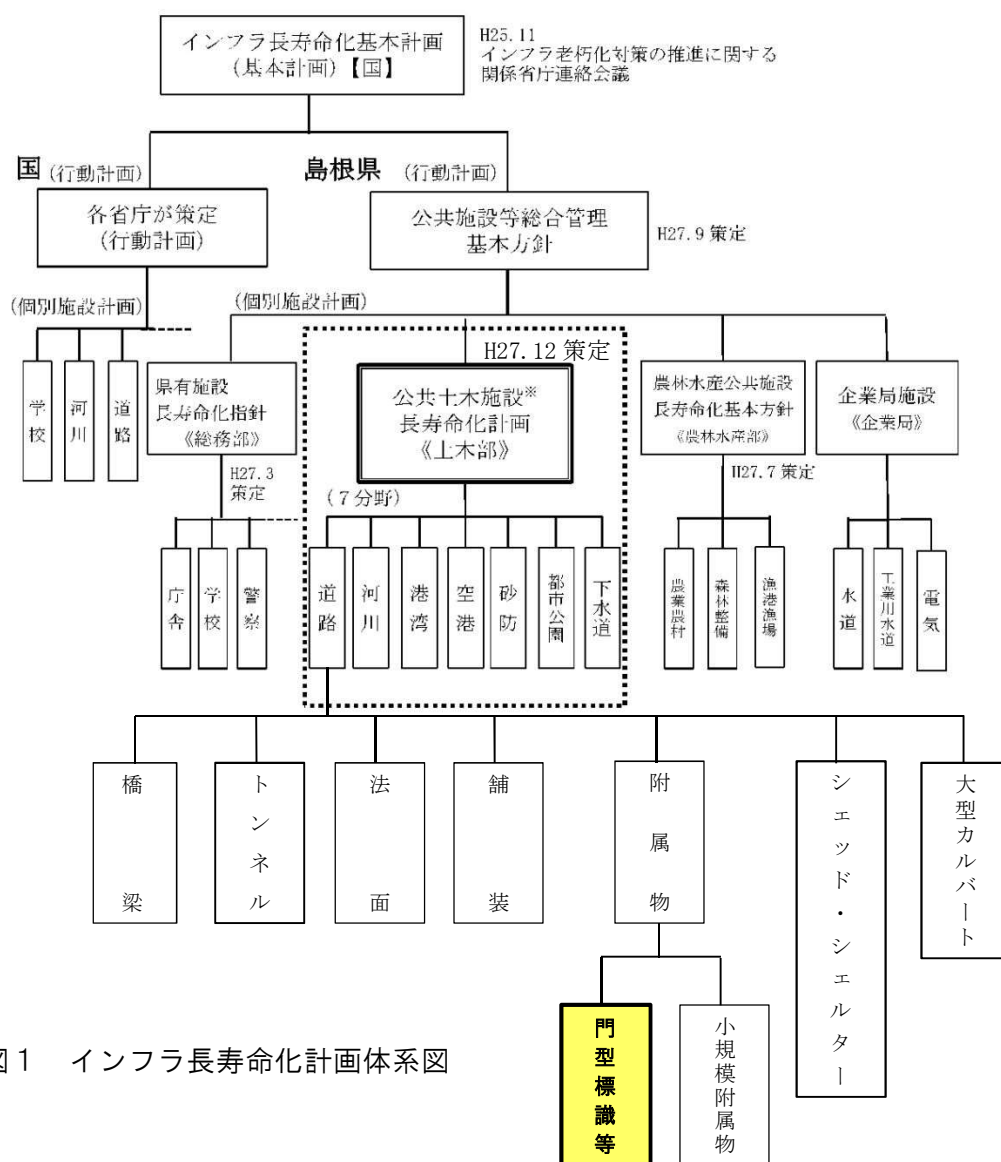 インフラ長寿命化基本計画
(基本計画)【国】
H25.11
インフラ老朽化対策の推進に関する
関係省庁連絡会議
国 (行動計画)
島根県 (行動計画)
各省庁が策定
(行動計画)
公共施設等総合管理
基本方針
H27.9 策定
(個別施設計画)
(個別施設計画)
学校
河川
道路
県有施設
長寿命化指針
《総務部》
H27.3
策定
庁舎
学校
警察
H27.12 策定
公共土木施設※
長寿命化計画
《土木部》
(7分野)
道路
河川
港湾
空港
砂防
都市公園
下水道
農林水産公共施設
長寿命化基本方針
《農林水産部》
H27.7 策定
農業農村
森林整備
漁港漁場
企業局施設
《企業局》
水道
工業用水道
電気
橋梁
トンネル
法面
舗装
附属物
シェッド・シェルター
大型カルバート
門型標識等
小規模附属物
図1 インフラ長寿命化計画体系図